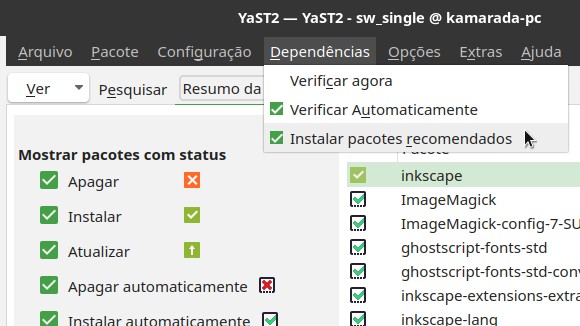 YaST2 — YaST2 - sw_single @ kamarada-pc
Arquivo Pacote Configuração Dependências Opções Extras Ajuda
Verificar agora
Verificar Automaticamente
Instalar pacotes recomendados
Ver Pesquisar Resumo da
Mostrar pacotes com status
Apagar
Instalar
Atualizar
Apagar automaticamente
Instalar automaticamente
Pacote
inkscape
ImageMagick
ImageMagick-config-7-SU
ghostscript-fonts-std
ghostscript-fonts-std-conv
inkscape-extensions-extra
inkscape-lang